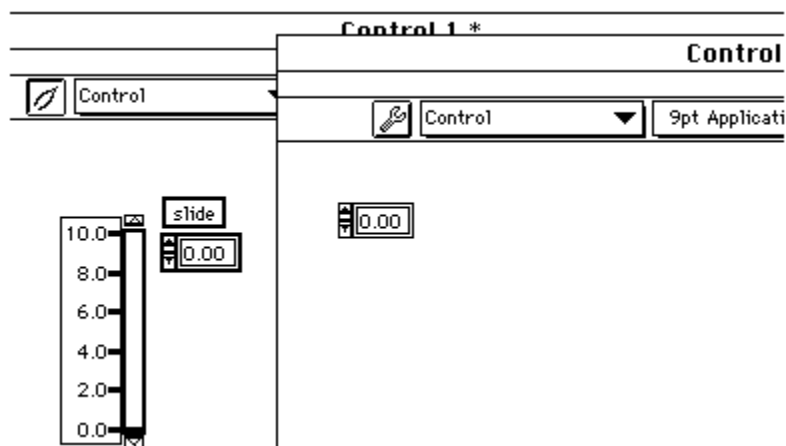 Control 1 *
Control
Control
Control
9pt Applicati
slide
0.00
0.00
10.0
8.0
6.0
4.0
2.0
0.0